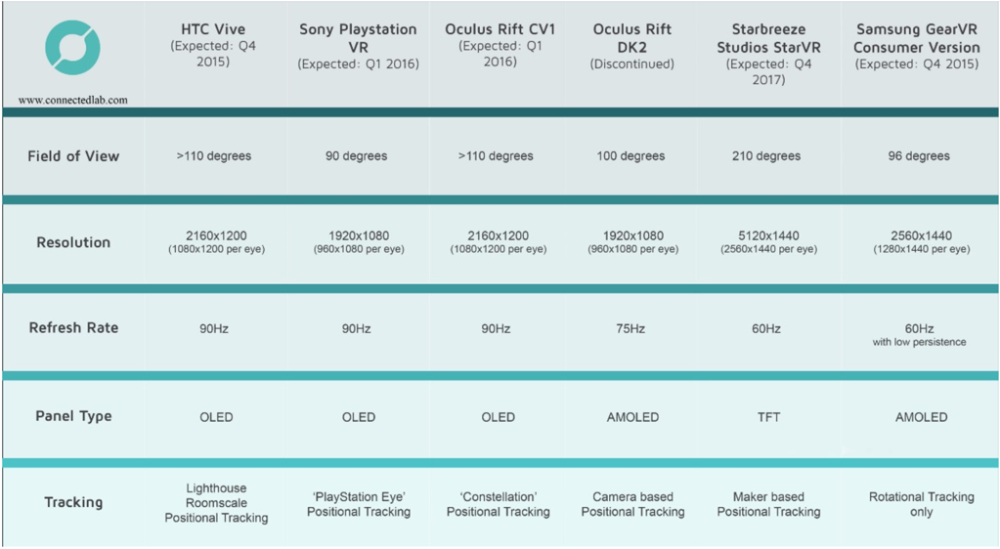 www.connectedlab.com
HTC Vive
(Expected: Q4
2015)
Sony Playstation
VR
(Expected: Q1 2016)
Oculus Rift CV1
(Expected: Q1
2016)
Oculus Rift
DK2
(Discontinued)
Starbreeze
Studios StarVR
(Expected: Q4
2017)
Samsung GearVR
Consumer Version
(Expected: Q4 2015)
Field of View
>110 degrees
90 degrees
>110 degrees
100 degrees
210 degrees
96 degrees
Resolution
2160x1200
(1080x1200 per eye)
1920x1080
(960x1080 per eye)
2160x1200
(1080x1200 per eye)
1920x1080
(960x1080 per eye)
5120x1440
(2560x1440 per eye)
2560x1440
(1280x1440 per eye)
Refresh Rate
90Hz
90Hz
90Hz
75Hz
60Hz
60Hz
with low persistence
Panel Type
OLED
OLED
OLED
AMOLED
TFT
AMOLED
Tracking
Lighthouse
Roomscale
Positional Tracking
‘PlayStation Eye’
Positional Tracking
‘Constellation’
Positional Tracking
Camera based
Positional Tracking
Maker based
Positional Tracking
Rotational Tracking
only